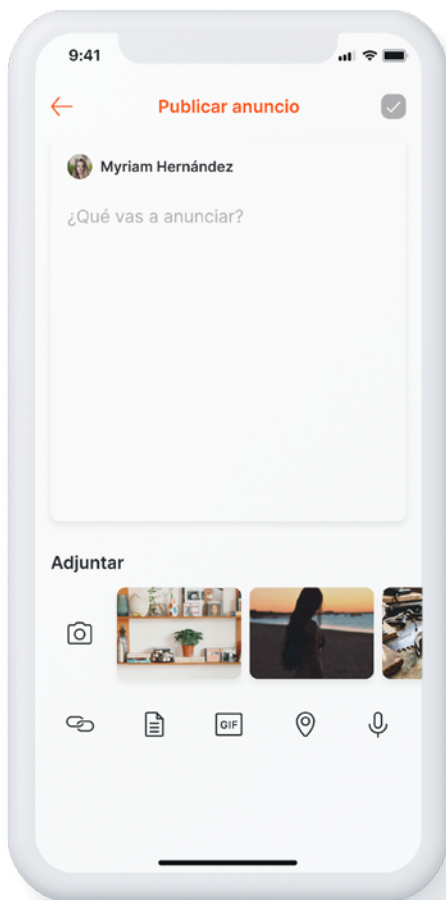 9:41
Publicar anuncio
Myriam Hernández
¿Qué vas a anunciar?
Adjuntar
GIF